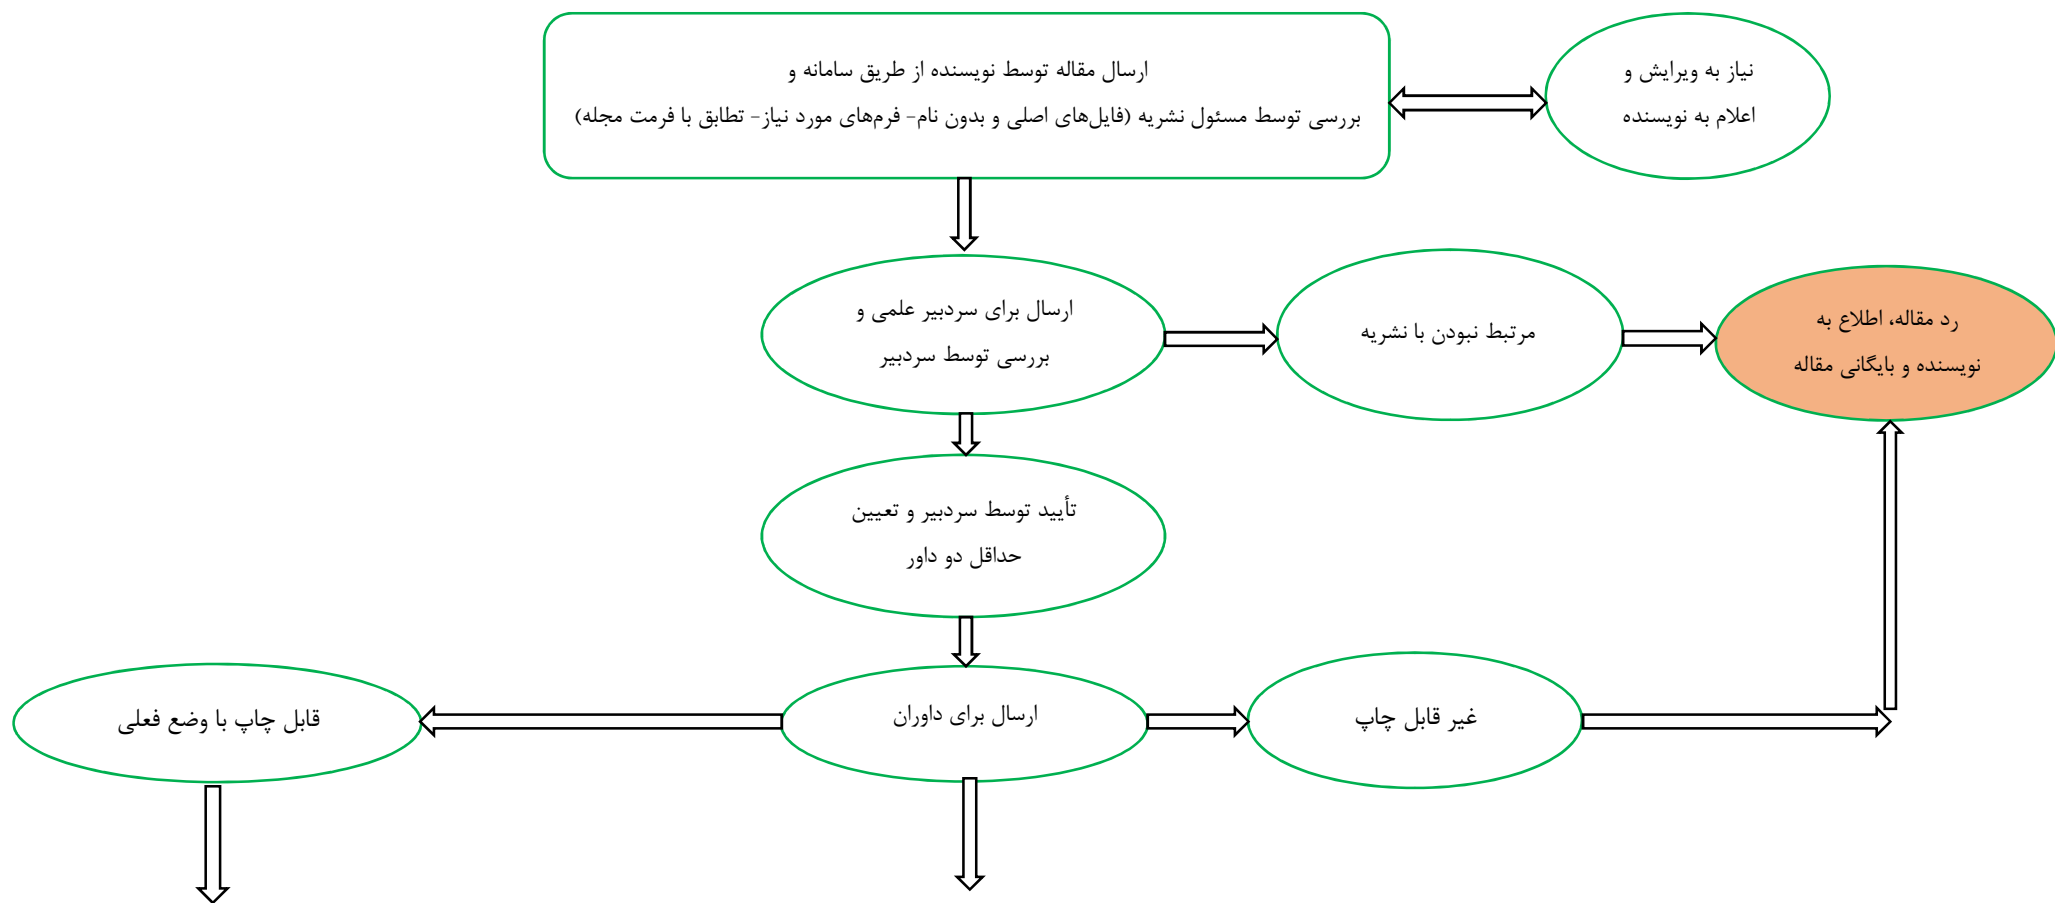 ارسال مقاله توسط نویسنده از طریق سامانه و
بررسی توسط مسئول نشریه (فایل‌های اصلی و بدون نام- فرم‌های مورد نیاز- تطابق با فرمت مجله)
نیاز به ویرایش و
اعلام به نویسنده
ارسال برای سردبیر علمی و
بررسی توسط سردبیر
مرتبط نبودن با نشریه
رد مقاله، اطلاع به
نویسنده و بایگانی مقاله
تأیید توسط سردبیر و تعیین
حداقل دو داور
ارسال برای داوران
غیر قابل چاپ
قابل چاپ با وضع فعلی